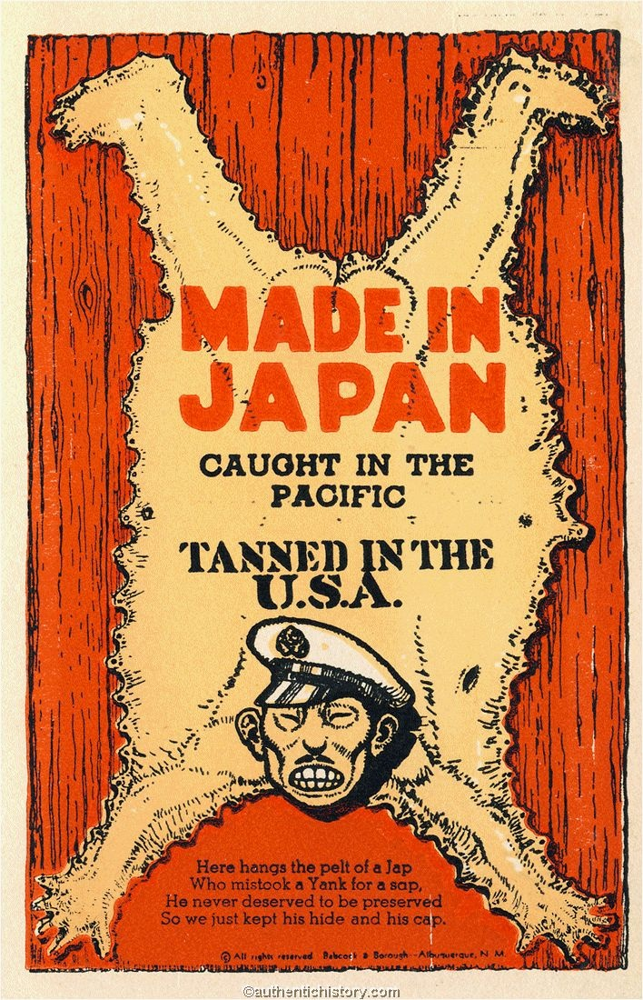 MADE IN
JAPAN
CAUGHT IN THE
PACIFIC
TANNED IN THE
U.S.A.
Here hangs the pelt of a Jap
Who mistook a Yank for a sap,
He never deserved to be preserved
So we just kept his hide and his cap.
© All rights reserved Babcock & Borough--Albuquerque, N. M.
©authentichistory.com